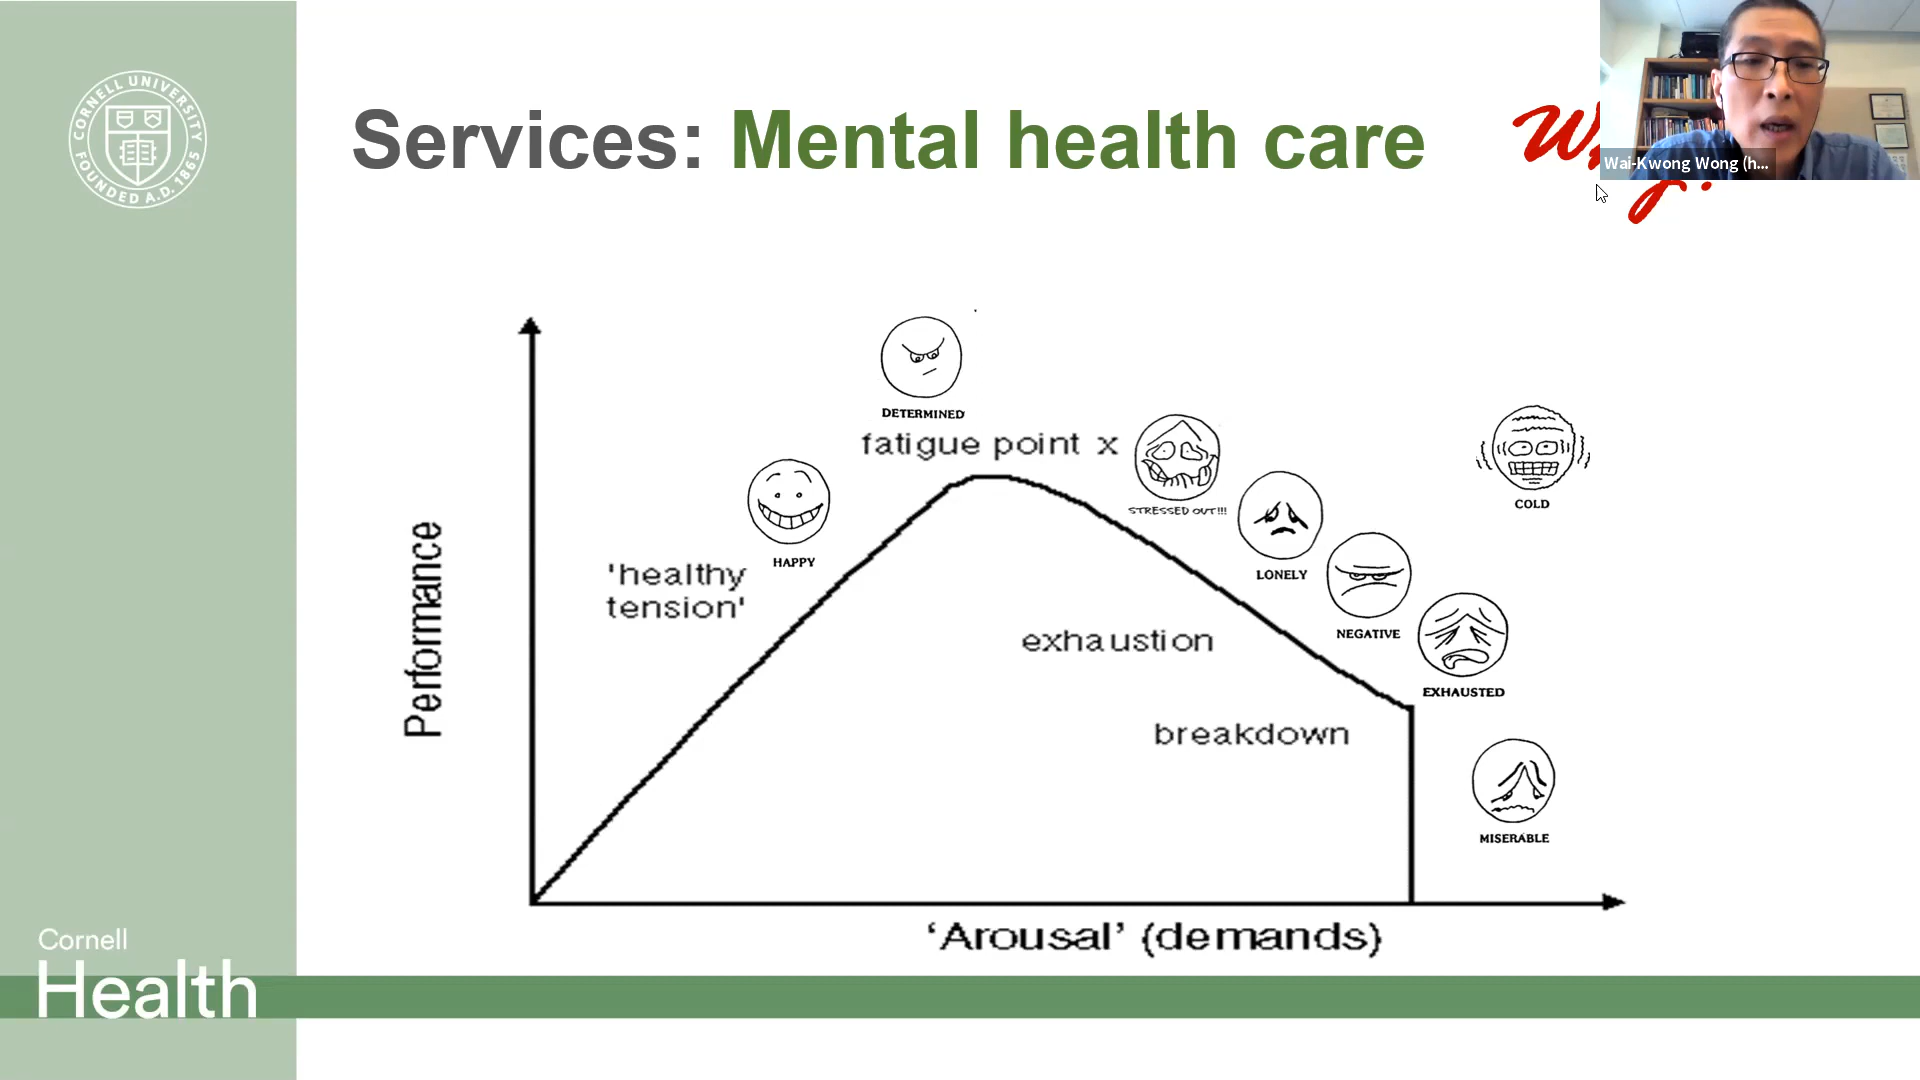 CORNELL UNIVERSITY
FOUNDED A.D. 1865
Services: Mental health care
Wai-Kwong Wong (h...
DETERMINED
fatigue point x
STRESSED OUT!!!
HAPPY
'healthy
tension'
LONELY
COLD
NEGATIVE
exhaustion
EXHAUSTED
breakdown
MISERABLE
Performance
‘Arousal’ (demands)
Cornell
Health